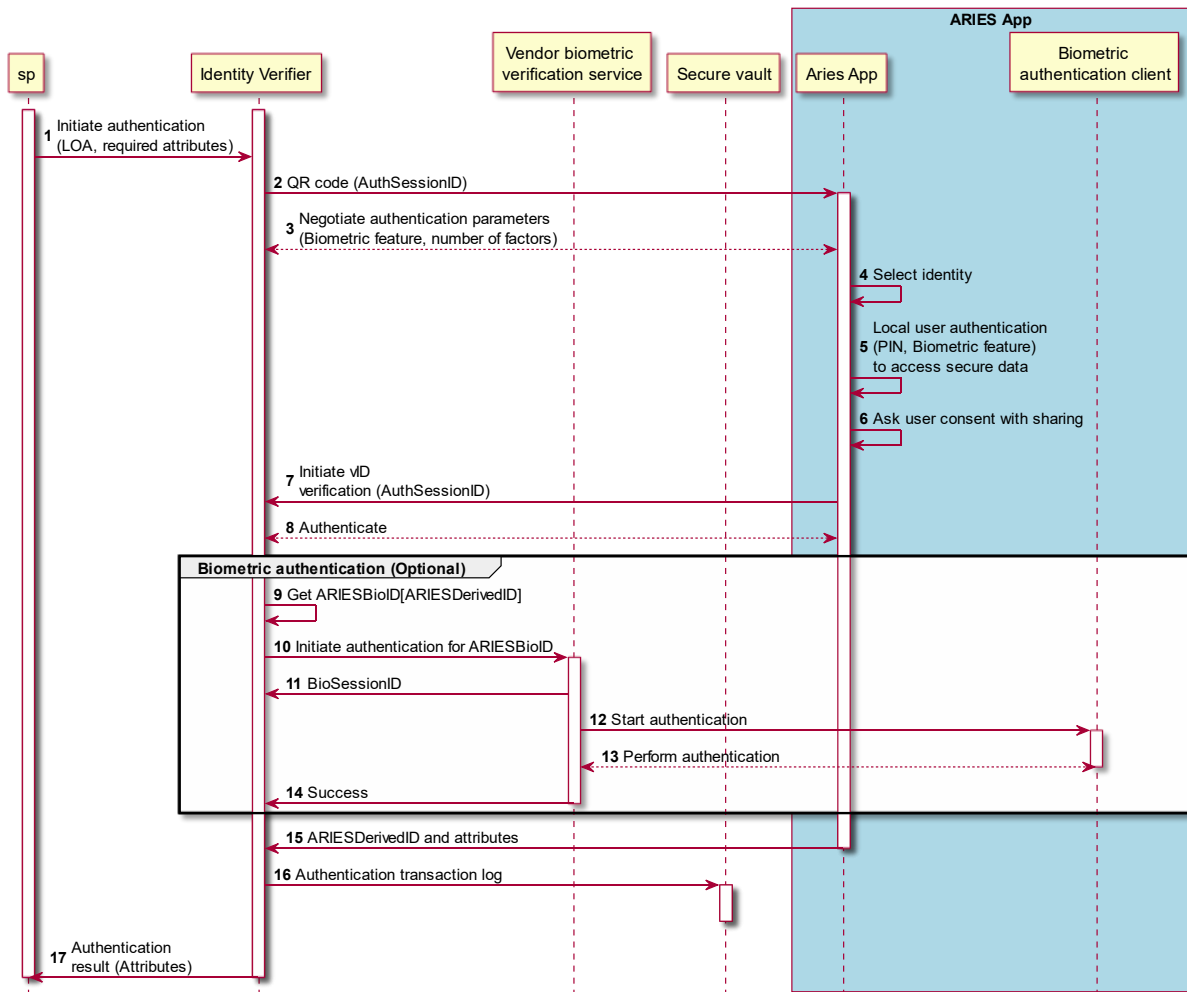 ARIES App
sp
Identity Verifier
Vendor biometric
verification service
Secure vault
Aries App
Biometric
authentication client
1 Initiate authentication
(LOA, required attributes)
2 QR code (AuthSessionID)
3 Negotiate authentication parameters
(Biometric feature, number of factors)
4 Select identity
Local user authentication
5 (PIN, Biometric feature)
to access secure data
6 Ask user consent with sharing
7 Initiate vID
verification (AuthSessionID)
8 Authenticate
Biometric authentication (Optional)
9 Get ARIESBioID[ARIESDerivedID]
10 Initiate authentication for ARIESBioID
11 BioSessionID
12 Start authentication
13 Perform authentication
14 Success
15 ARIESDerivedID and attributes
16 Authentication transaction log
17 Authentication
result (Attributes)